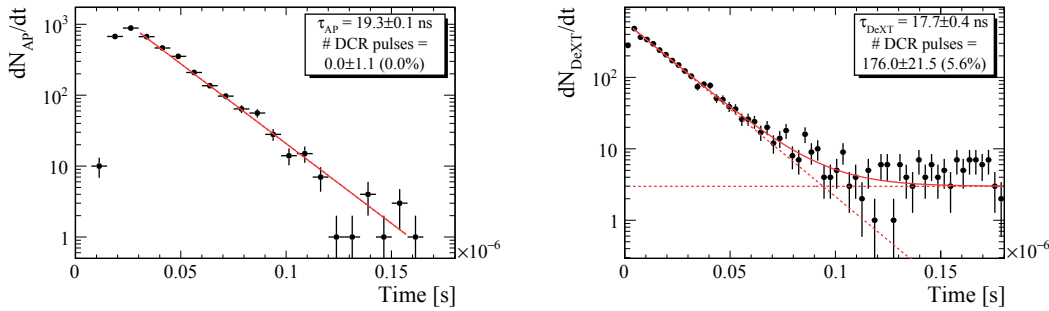 dN_AP/dt
10³
10²
10
1
τ_AP = 19.3±0.1 ns
# DCR pulses =
0.0±1.1 (0.0%)
0 0.05 0.1 0.15
×10⁻⁶
Time [s]
dN_DeXT/dt
10²
10
1
τ_DeXT = 17.7±0.4 ns
# DCR pulses =
176.0±21.5 (5.6%)
0 0.05 0.1 0.15
×10⁻⁶
Time [s]